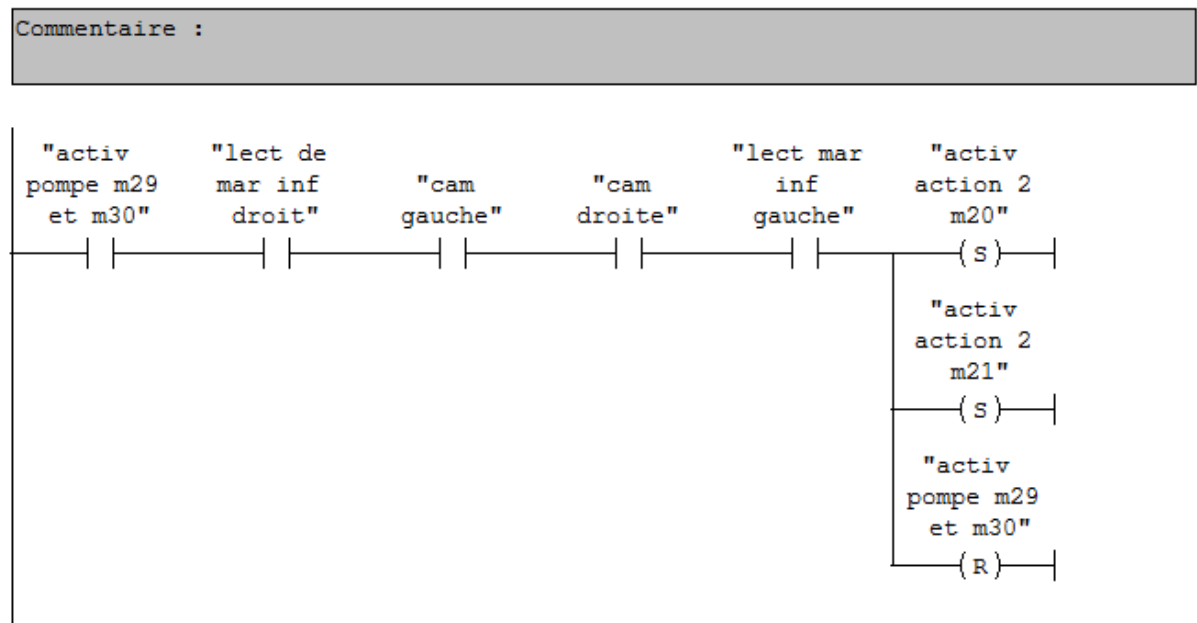 Commentaire :
"activ
pompe m29
et m30"
"lect de
mar inf
droit"
"cam
gauche"
"cam
droite"
"lect mar
inf
gauche"
"activ
action 2
m20"
S
"activ
action 2
m21"
S
"activ
pompe m29
et m30"
R